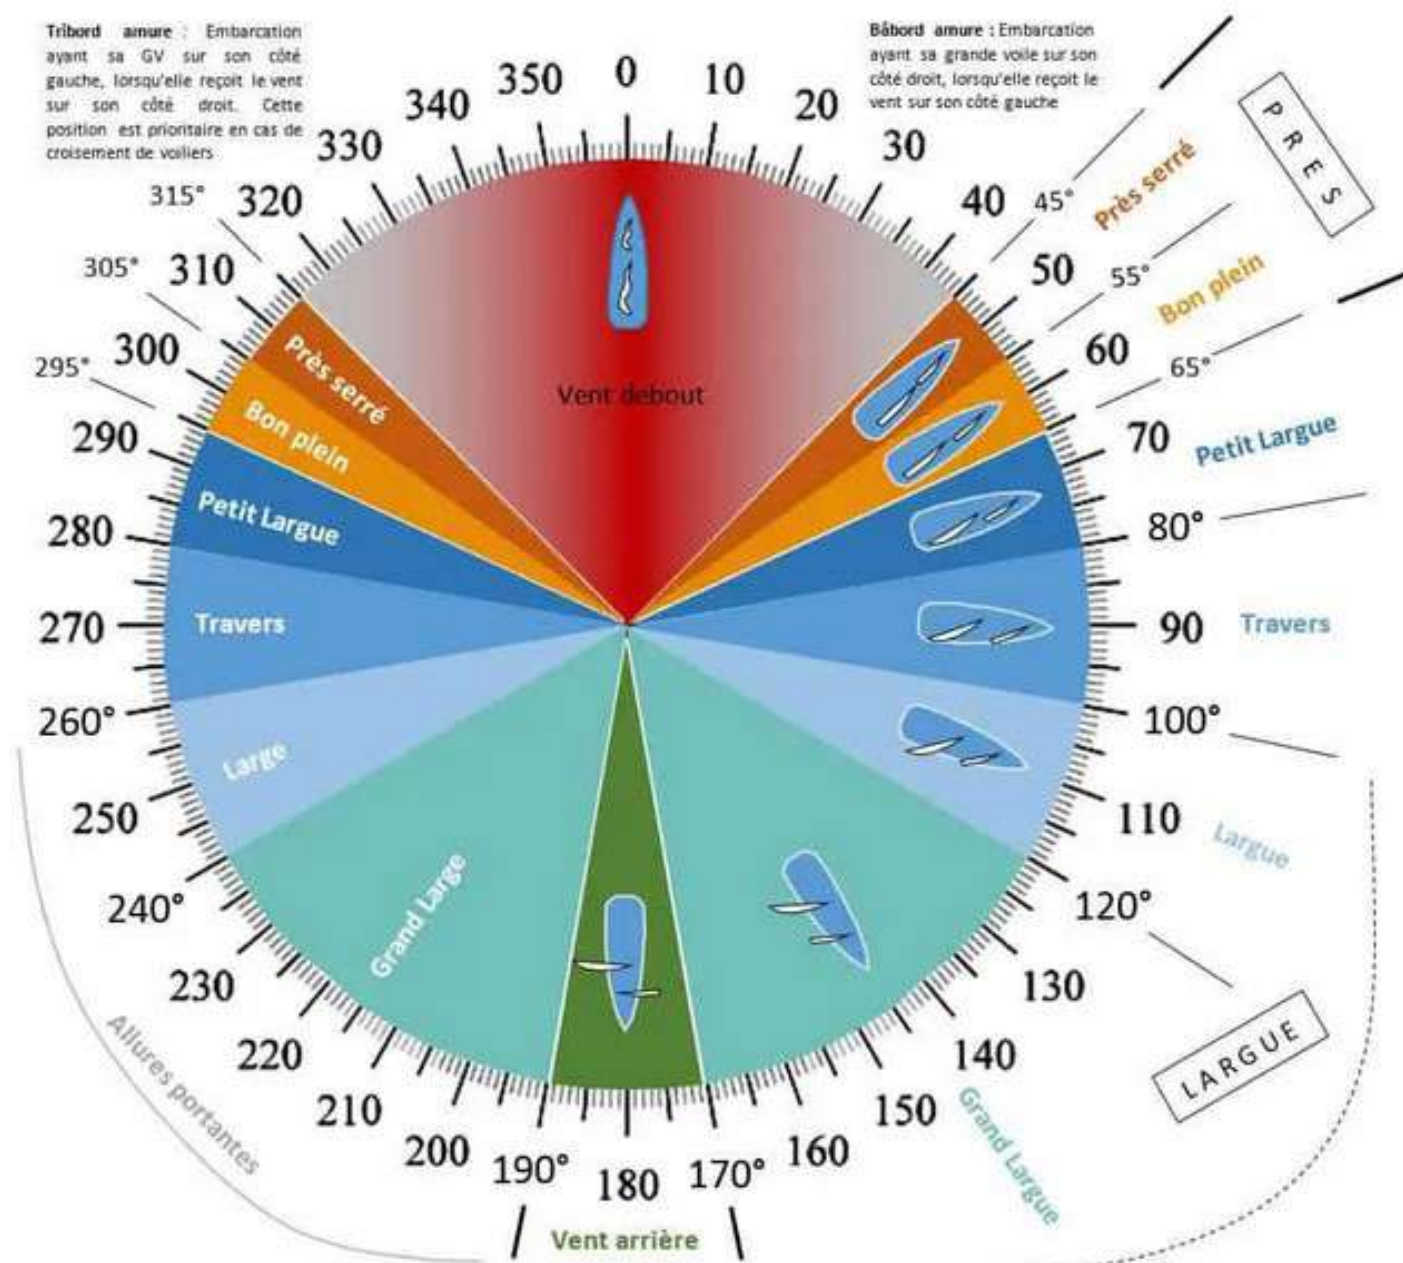 Tribord amure : Embarcation
ayant sa GV sur son côté
gauche, lorsqu'elle reçoit le vent
sur son côté droit. Cette
position est prioritaire en cas de
croisement de voiliers
Bâbord amure : Embarcation
ayant sa grande voile sur son
côté droit, lorsqu'elle reçoit le
vent sur son côté gauche
0
10
20
30
40
45°
50
55°
60
65°
70
80°
90
100°
110
120°
130
140
150
160
170°
180
190°
200
210
220
230
240°
250
260°
270
280
290
295°
300
305°
310
315°
320
330
340
350
PRES
Près serré
Bon plein
Petit Largue
Travers
Largue
LARGUE
Grand Largue
Vent arrière
Allures portantes
Vent debout
Près serré
Bon plein
Petit Largue
Travers
Large
Grand Large